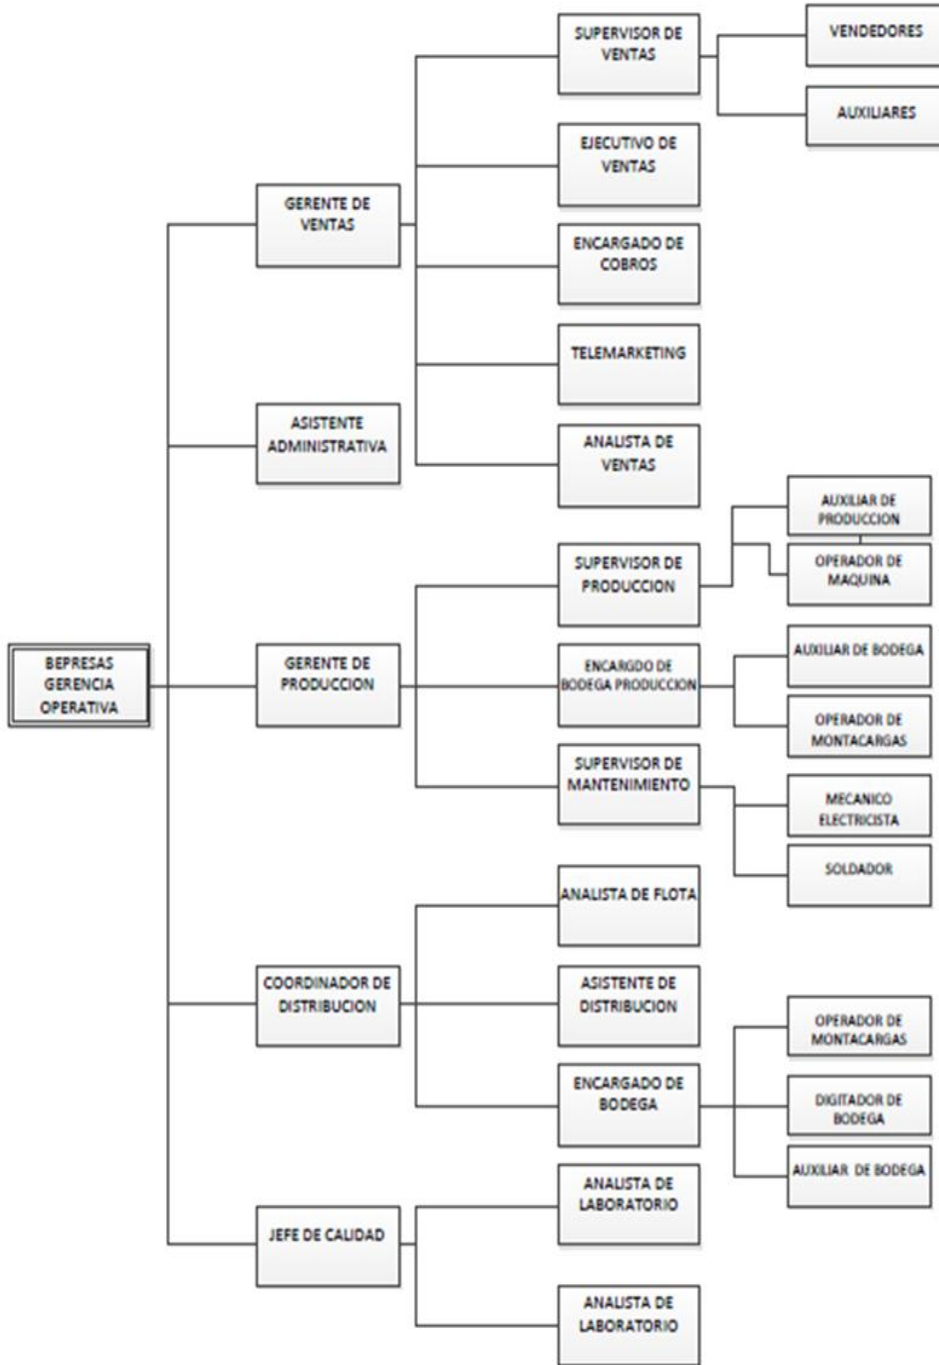 SUPERVISOR DE
VENTAS
VENDEDORES
AUXILIARES
EJECUTIVO DE
VENTAS
GERENTE DE
VENTAS
ENCARGADO DE
COBROS
TELEMARKETING
ASISTENTE
ADMINISTRATIVA
ANALISTA DE
VENTAS
AUXILIAR DE
PRODUCCION
SUPERVISOR DE
PRODUCCION
OPERADOR DE
MAQUINA
BEPRESAS
GERENCIA
OPERATIVA
GERENTE DE
PRODUCCION
ENCARGDO DE
BODEGA PRODUCCION
AUXILIAR DE BODEGA
OPERADOR DE
MONTACARGAS
SUPERVISOR DE
MANTENIMIENTO
MECANICO
ELECTRICISTA
SOLDADOR
ANALISTA DE FLOTA
COORDINADOR DE
DISTRIBUCION
ASISTENTE DE
DISTRIBUCION
OPERADOR DE
MONTACARGAS
ENCARGADO DE
BODEGA
DIGITADOR DE
BODEGA
AUXILIAR DE BODEGA
ANALISTA DE
LABORATORIO
JEFE DE CALIDAD
ANALISTA DE
LABORATORIO